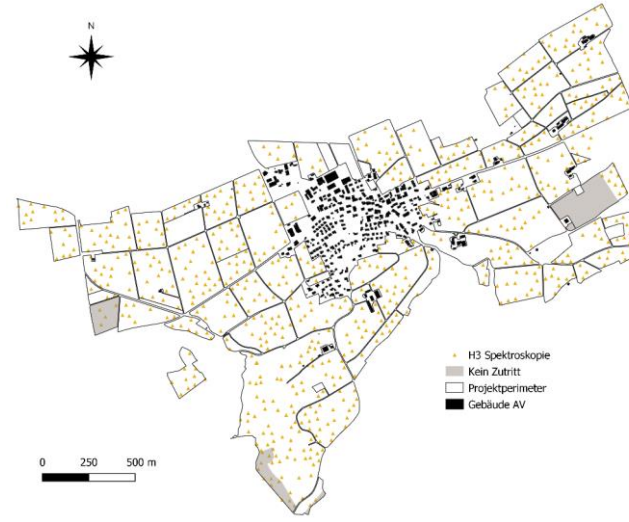 N
H3 Spektroskopie
Kein Zutritt
Projektperimeter
Gebäude AV
0 250 500 m